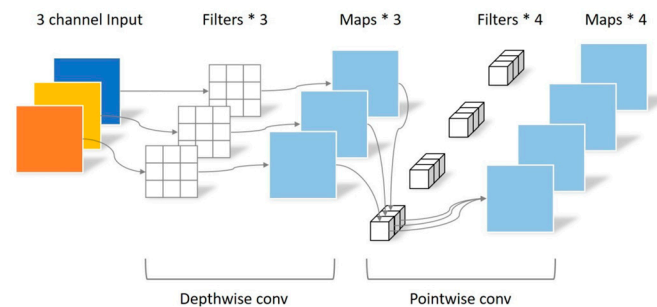 3 channel Input
Filters * 3
Maps * 3
Filters * 4
Maps * 4
Depthwise conv
Pointwise conv